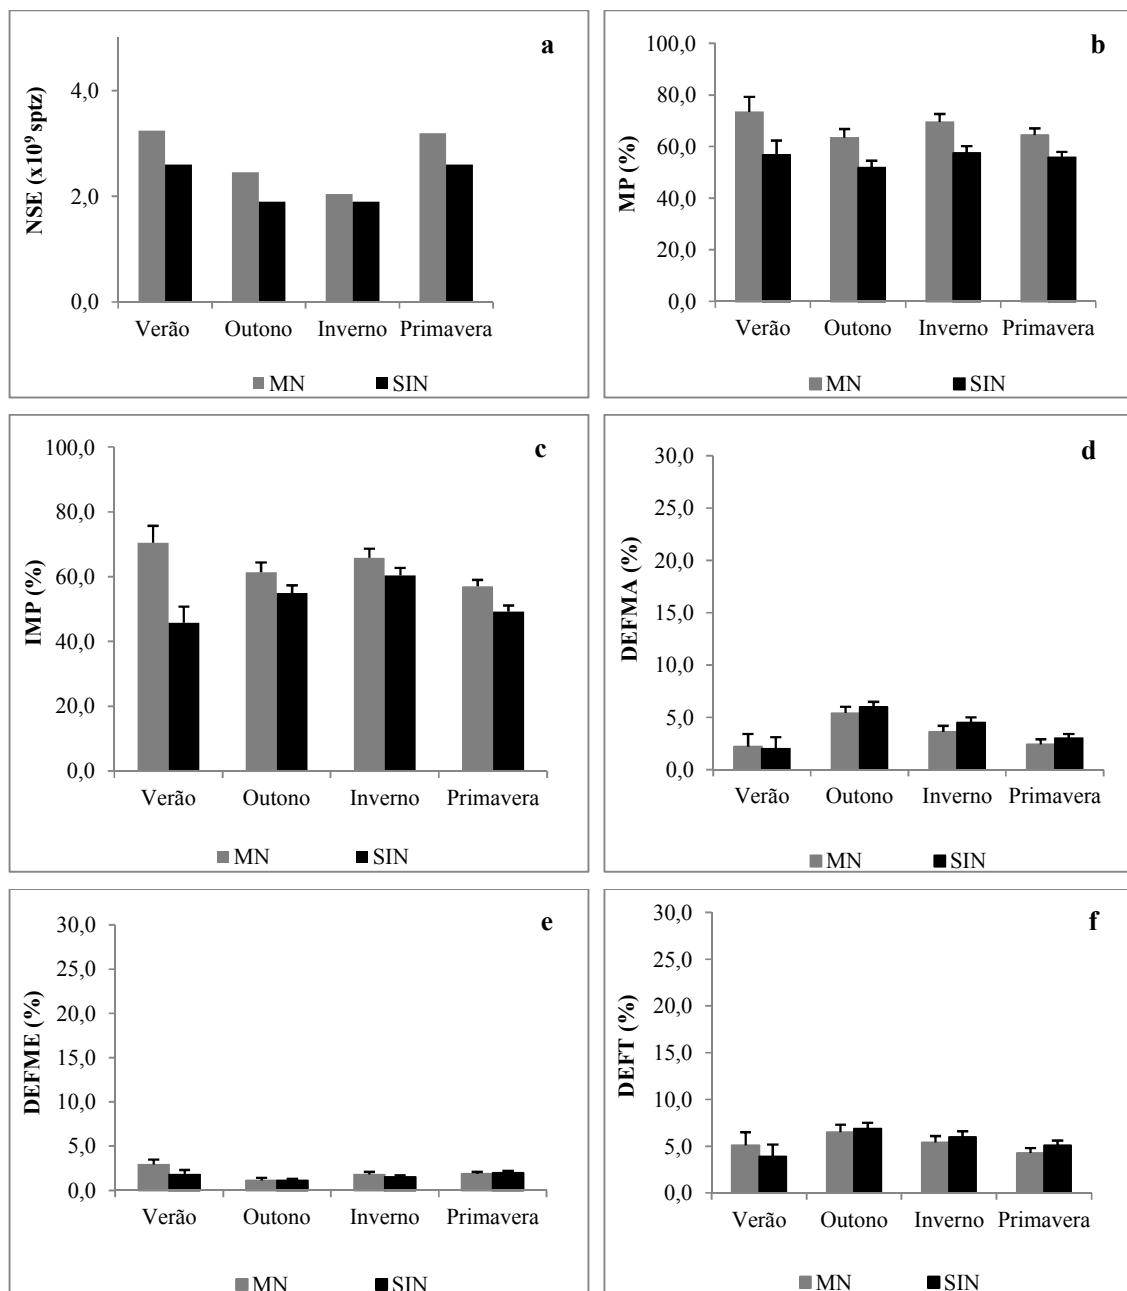 a
NSE (x10⁹ sptz)
4,0
2,0
0,0
Verão Outono Inverno Primavera
MN SIN
b
MP (%)
100,0
80,0
60,0
40,0
20,0
0,0
Verão Outono Inverno Primavera
MN SIN
c
IMP (%)
100,0
80,0
60,0
40,0
20,0
0,0
Verão Outono Inverno Primavera
MN SIN
d
DEFMA (%)
30,0
25,0
20,0
15,0
10,0
5,0
0,0
Verão Outono Inverno Primavera
MN SIN
e
DEFME (%)
30,0
25,0
20,0
15,0
10,0
5,0
0,0
Verão Outono Inverno Primavera
MN SIN
f
DEFT (%)
30,0
25,0
20,0
15,0
10,0
5,0
0,0
Verão Outono Inverno Primavera
MN SIN